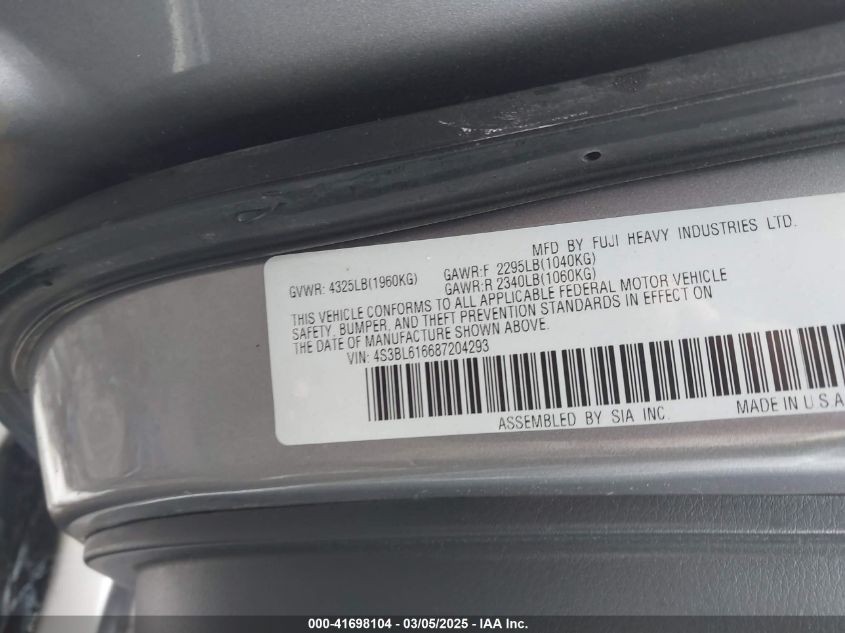 MFD BY FUJI HEAVY INDUSTRIES LTD.
GVWR: 4325LB(1960KG) GAWR:F 2295LB(1040KG)
GAWR:R 2340LB(1060KG)
THIS VEHICLE CONFORMS TO ALL APPLICABLE FEDERAL MOTOR VEHICLE
SAFETY, BUMPER, AND THEFT PREVENTION STANDARDS IN EFFECT ON
THE DATE OF MANUFACTURE SHOWN ABOVE.
VIN: 4S3BL616687204293
ASSEMBLED BY SIA INC. MADE IN U S A
000-41698104 - 03/05/2025 - IAA Inc.